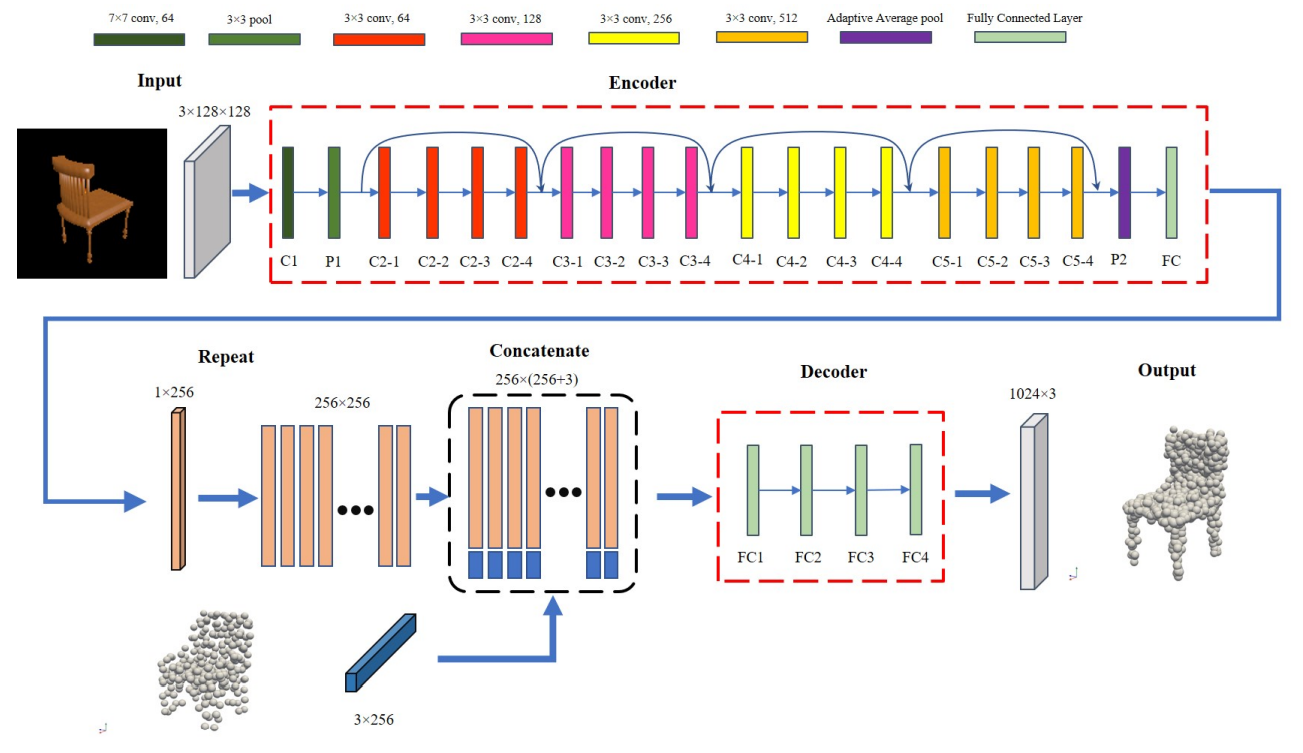 7×7 conv, 64
3×3 pool
3×3 conv, 64
3×3 conv, 128
3×3 conv, 256
3×3 conv, 512
Adaptive Average pool
Fully Connected Layer
Input
Encoder
3×128×128
C1
P1
C2-1
C2-2
C2-3
C2-4
C3-1
C3-2
C3-3
C3-4
C4-1
C4-2
C4-3
C4-4
C5-1
C5-2
C5-3
C5-4
P2
FC
Repeat
Concatenate
Decoder
Output
1×256
256×256
256×(256+3)
1024×3
FC1
FC2
FC3
FC4
3×256